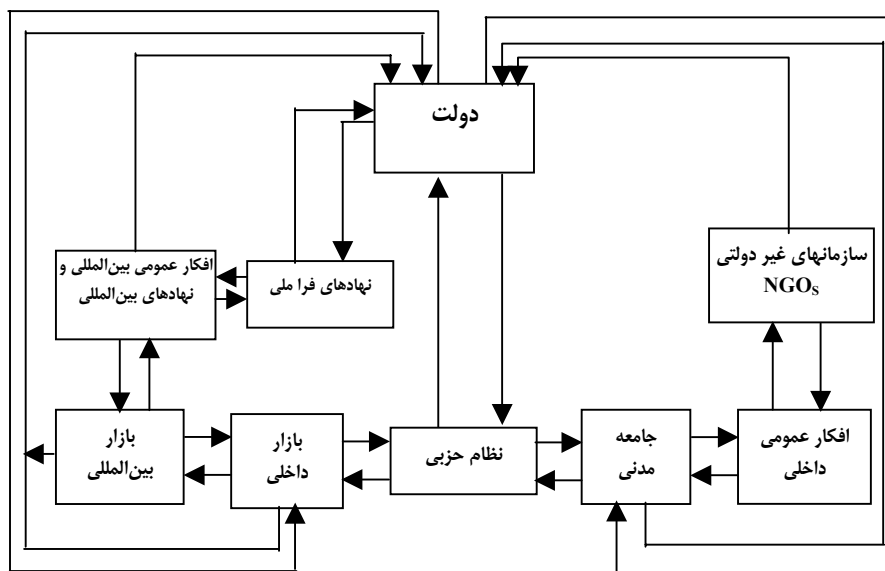 دولت
سازمانهای غیر دولتی
NGOs
افکار عمومی بین‌المللی و
نهادهای بین‌المللی
نهادهای فرا ملی
افکار عمومی
داخلی
جامعه
مدنی
نظام حزبی
بازار
داخلی
بازار
بین‌المللی